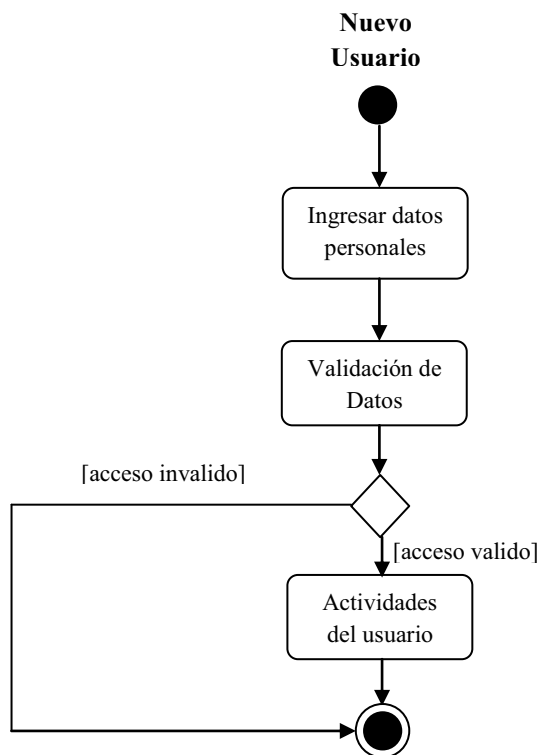 Nuevo
Usuario
Ingresar datos
personales
Validación de
Datos
[acceso invalido]
[acceso valido]
Actividades
del usuario